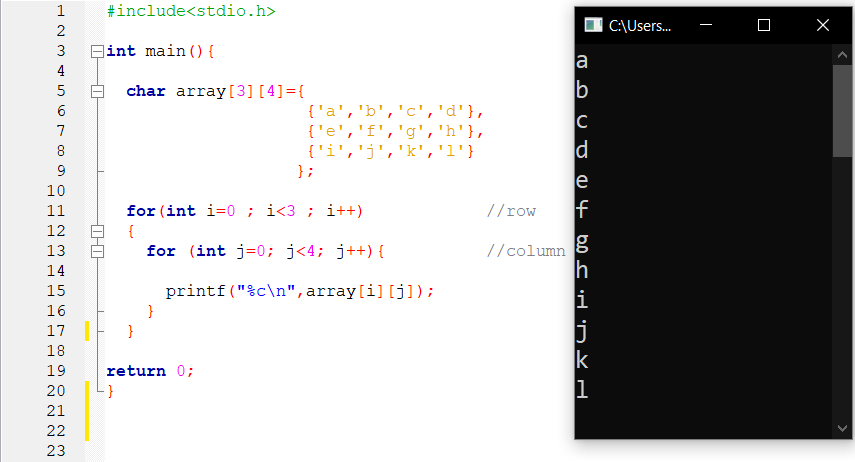 1 #include<stdio.h>
2
3 int main(){
4
5 char array[3][4]={
6 {'a','b','c','d'},
7 {'e','f','g','h'},
8 {'i','j','k','l'}
9 };
10
11 for(int i=0 ; i<3 ; i++) //row
12 {
13 for (int j=0; j<4; j++){ //column
14
15 printf("%c\n",array[i][j]);
16 }
17 }
18
19 return 0;
20 }
21
22
23
C:\Users...
a
b
c
d
e
f
g
h
i
j
k
l